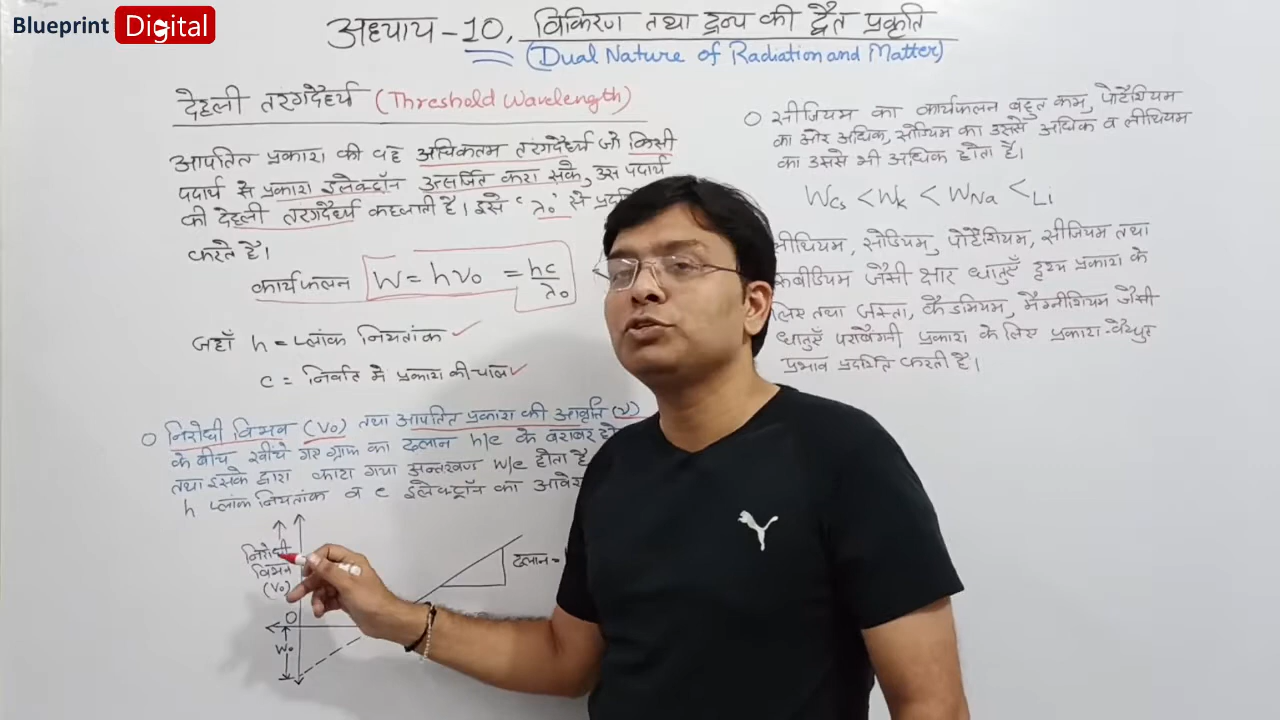 Blueprint Digital
अध्याय-10, विकिरण तथा द्रव्य की द्वैत प्रकृति
(Dual Nature of Radiation and Matter)
देहली तरंगदैर्ध्य (Threshold Wavelength)
आपतित प्रकाश की वह अधिकतम तरंगदैर्ध्य जो किसी
पदार्थ से प्रकाश इलेक्ट्रॉन उत्सर्जित करा सके, उस पदार्थ
की देहली तरंगदैर्ध्य कहलाती है। इसे 'λ₀' से
करते है।
कार्यफलन W = hν₀ = hc/λ₀
जहाँ h = प्लांक नियतांक
c = निर्वात मे प्रकाश की चाल
○ निरोधी विभव (V₀) तथा आपतित प्रकाश की आवृत्ति (ν)
के बीच खींचे गए ग्राफ का ढलान h/e के बराबर
तथा इसके द्वारा काटा गया अन्तःखण्ड W/e होता है
h प्लांक नियतांक व e इलेक्ट्रॉन का
निरोधी
विभव
(V₀)
ढलान =
O
W₀
○ सीजियम का कार्यफलन बहुत कम, पोटैशियम
का और अधिक, सोडियम का उससे अधिक व लीथियम
का उससे भी अधिक होता है।
W_Cs < W_K < W_Na < _Li
लीथियम, सोडियम, पोटैशियम, सीजियम तथा
रूबीडियम जैसी क्षार धातुएँ दृश्य प्रकाश के
लिए तथा जस्ता, कैडमियम, मैग्नीशियम जैसी
धातुएँ पराबैंगनी प्रकाश के लिए प्रकाश-वैद्युत
प्रभाव प्रदर्शित करती हैं।